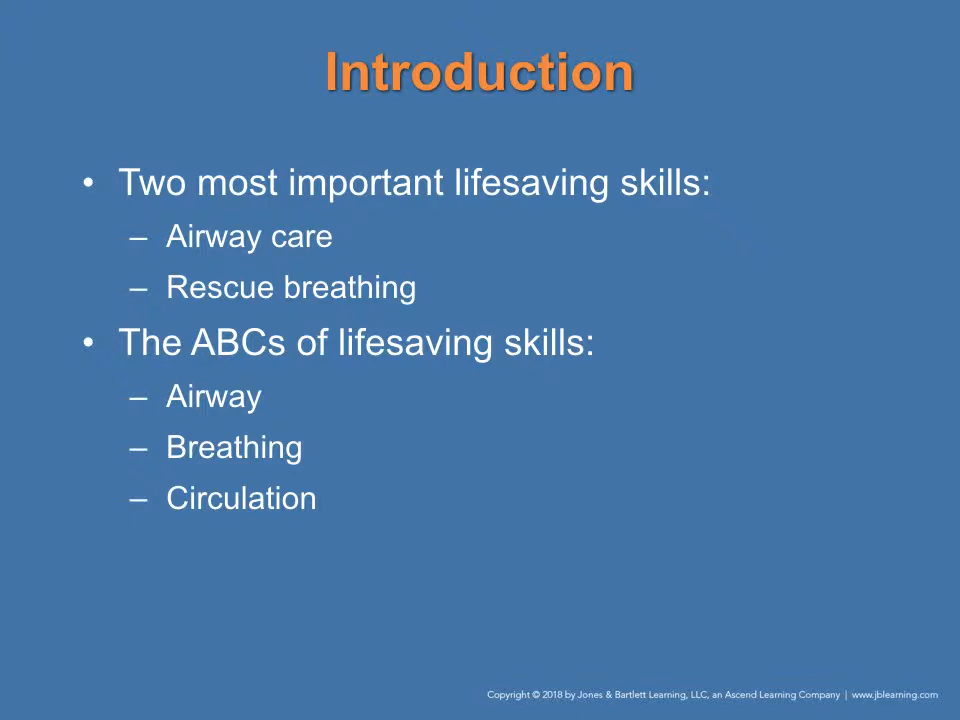 Introduction
• Two most important lifesaving skills:
– Airway care
– Rescue breathing
• The ABCs of lifesaving skills:
– Airway
– Breathing
– Circulation
Copyright © 2018 by Jones & Bartlett Learning, LLC, an Ascend Learning Company | www.jblearning.com